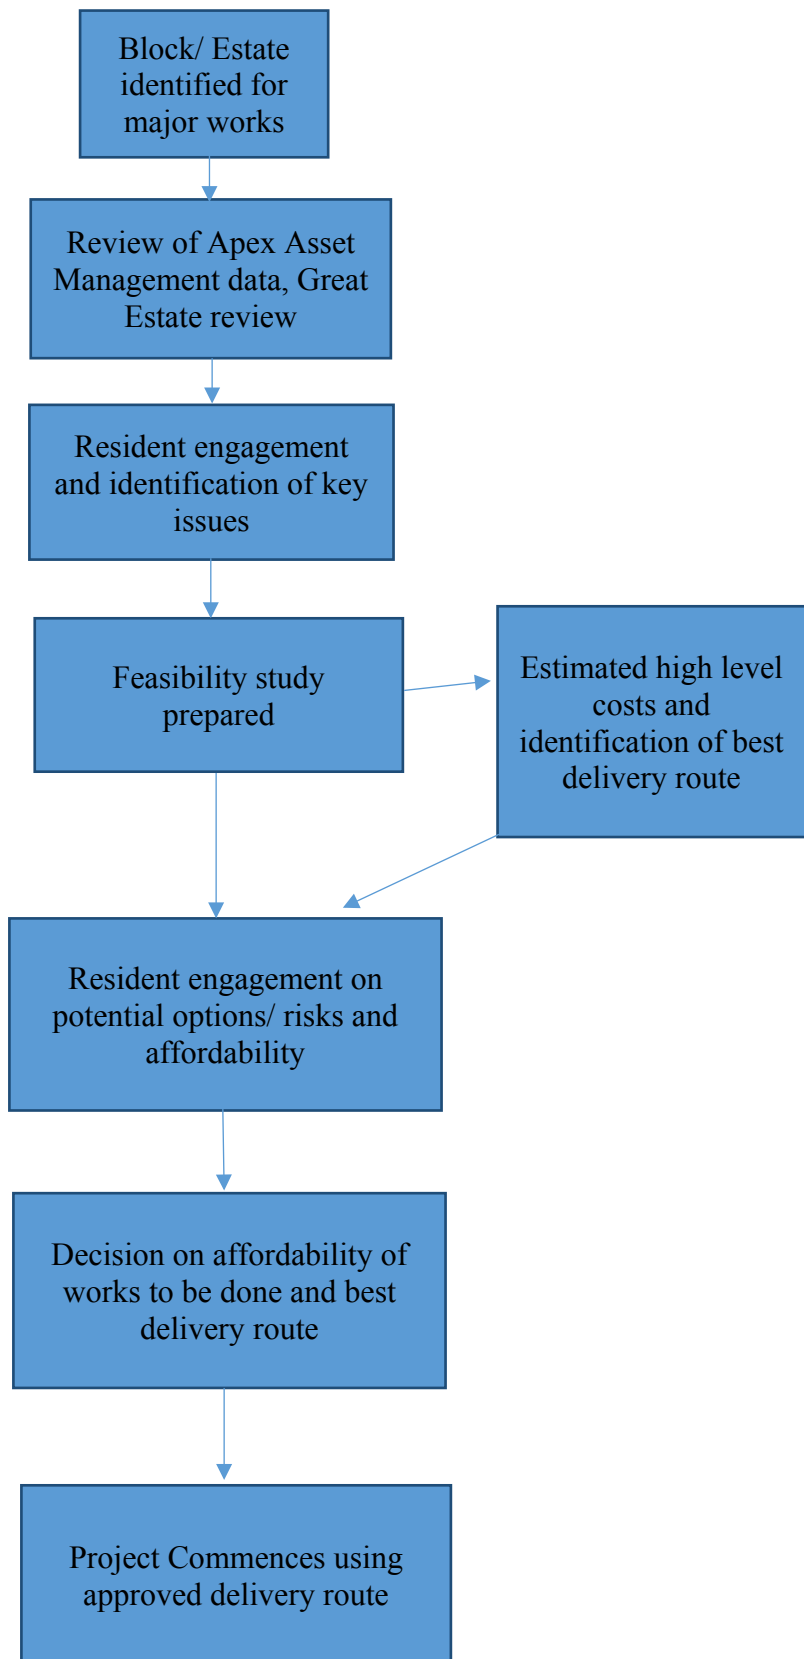 Block/ Estate
identified for
major works
Review of Apex Asset
Management data, Great
Estate review
Resident engagement
and identification of key
issues
Feasibility study
prepared
Estimated high level
costs and
identification of best
delivery route
Resident engagement on
potential options/ risks and
affordability
Decision on affordability of
works to be done and best
delivery route
Project Commences using
approved delivery route